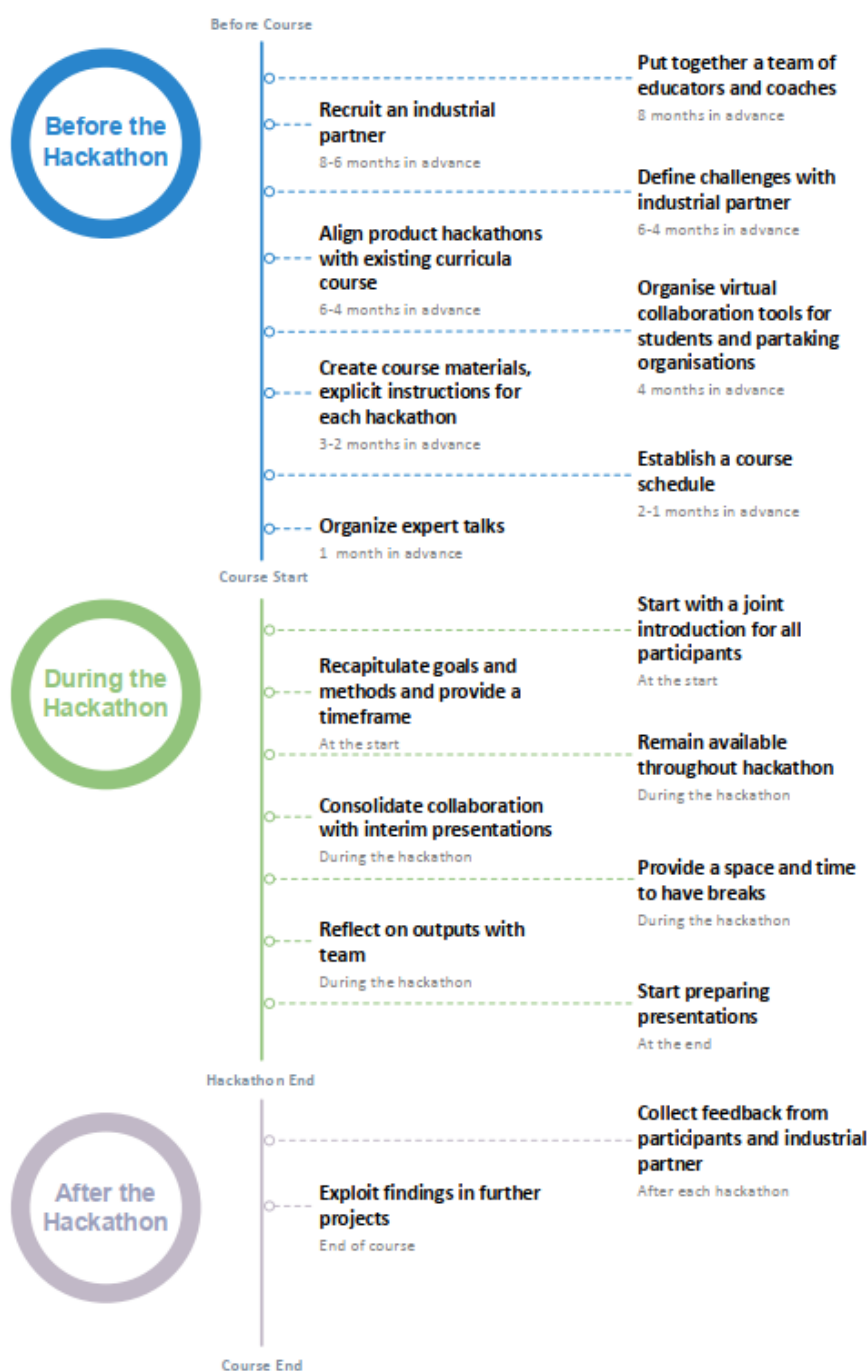 Before Course
Before the
Hackathon
Put together a team of
educators and coaches
8 months in advance
Recruit an industrial
partner
8-6 months in advance
Define challenges with
industrial partner
6-4 months in advance
Align product hackathons
with existing curricula
course
6-4 months in advance
Organise virtual
collaboration tools for
students and partaking
organisations
4 months in advance
Create course materials,
explicit instructions for
each hackathon
3-2 months in advance
Establish a course
schedule
2-1 months in advance
Organize expert talks
1 month in advance
Course Start
During the
Hackathon
Start with a joint
introduction for all
participants
At the start
Recapitulate goals and
methods and provide a
timeframe
At the start
Remain available
throughout hackathon
During the hackathon
Consolidate collaboration
with interim presentations
During the hackathon
Provide a space and time
to have breaks
During the hackathon
Reflect on outputs with
team
During the hackathon
Start preparing
presentations
At the end
Hackathon End
After the
Hackathon
Collect feedback from
participants and industrial
partner
After each hackathon
Exploit findings in further
projects
End of course
Course End